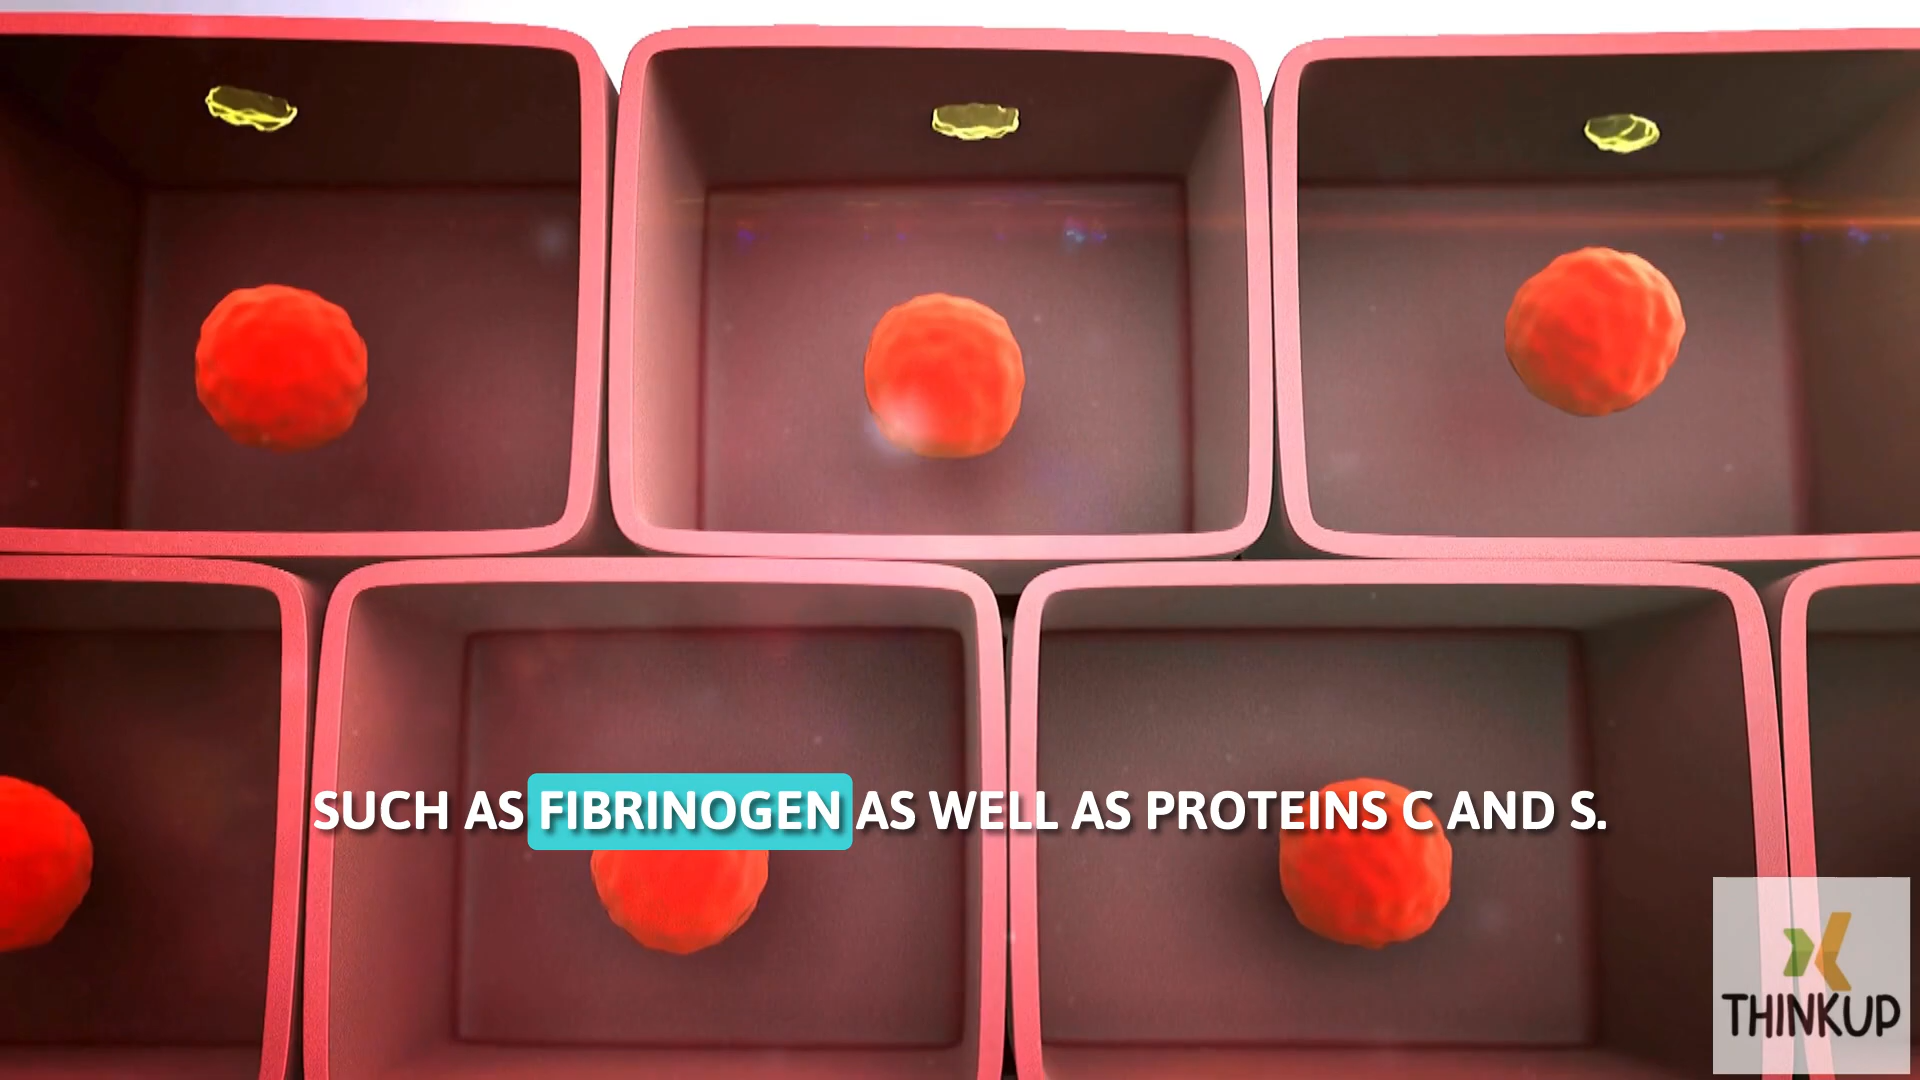 SUCH AS FIBRINOGEN AS WELL AS PROTEINS C AND S.
THINKUP